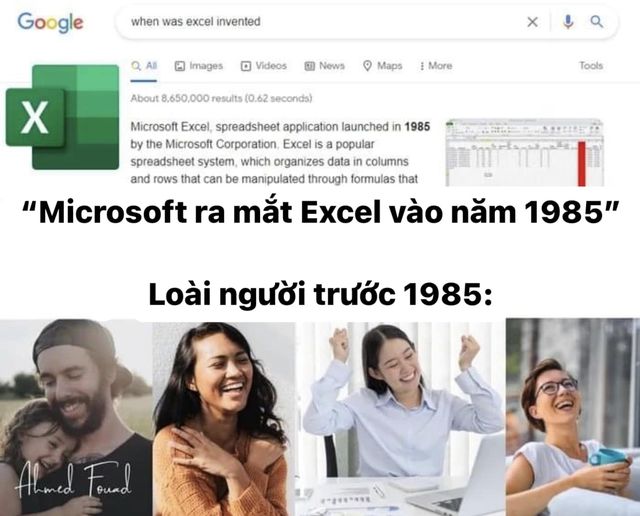 Google
when was excel invented
All Images Videos News Maps More Tools
About 8,650,000 results (0.62 seconds)
X
Microsoft Excel, spreadsheet application launched in 1985
by the Microsoft Corporation. Excel is a popular
spreadsheet system, which organizes data in columns
and rows that can be manipulated through formulas that
“Microsoft ra mắt Excel vào năm 1985”
Loài người trước 1985:
Ahmed Fouad